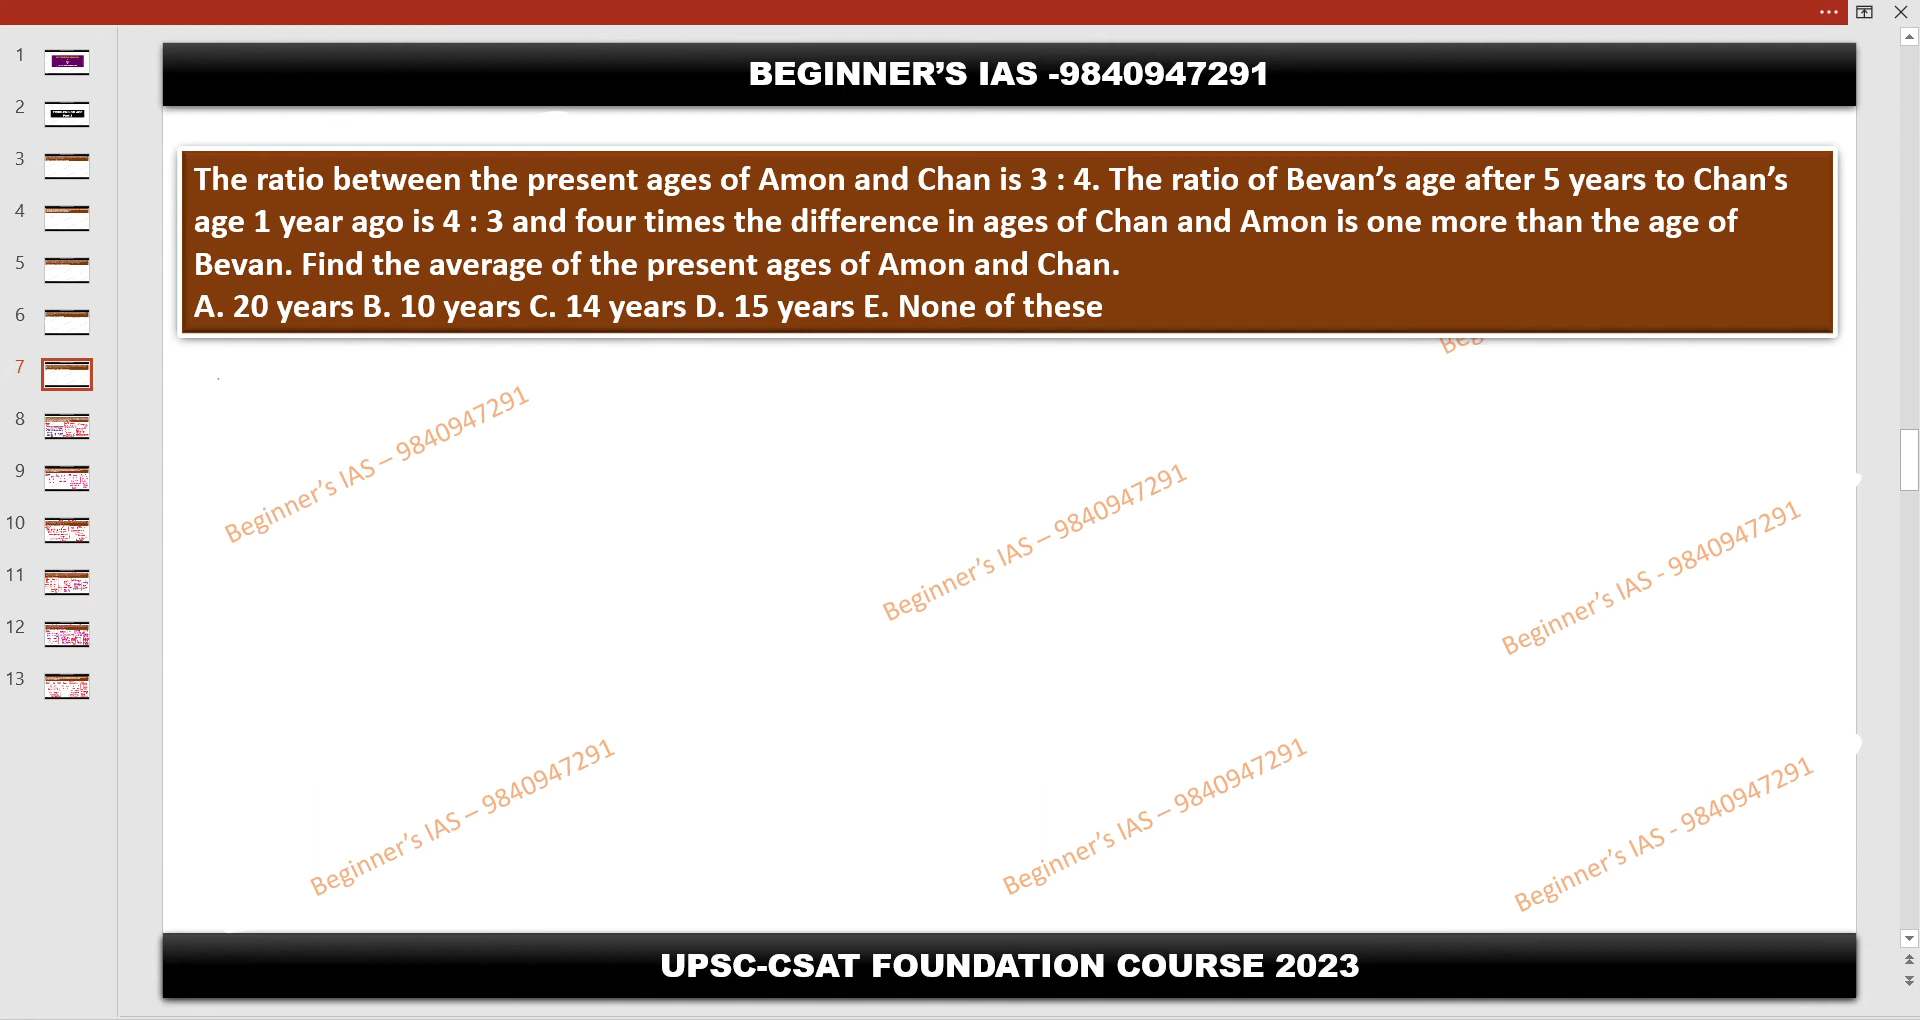 BEGINNER’S IAS -9840947291
The ratio between the present ages of Amon and Chan is 3 : 4. The ratio of Bevan’s age after 5 years to Chan’s
age 1 year ago is 4 : 3 and four times the difference in ages of Chan and Amon is one more than the age of
Bevan. Find the average of the present ages of Amon and Chan.
A. 20 years B. 10 years C. 14 years D. 15 years E. None of these
Beginner’s IAS – 9840947291
Beginner’s IAS – 9840947291
Beginner’s IAS - 9840947291
Beginner’s IAS – 9840947291
Beginner’s IAS – 9840947291
Beginner’s IAS - 9840947291
UPSC-CSAT FOUNDATION COURSE 2023
1
2
3
4
5
6
7
8
9
10
11
12
13